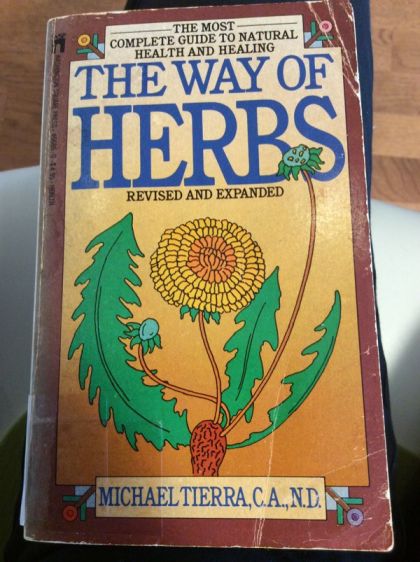 THE MOST
COMPLETE GUIDE TO NATURAL
HEALTH AND HEALING
THE WAY OF
HERBS
REVISED AND EXPANDED
MICHAEL TIERRA, C.A., N.D.